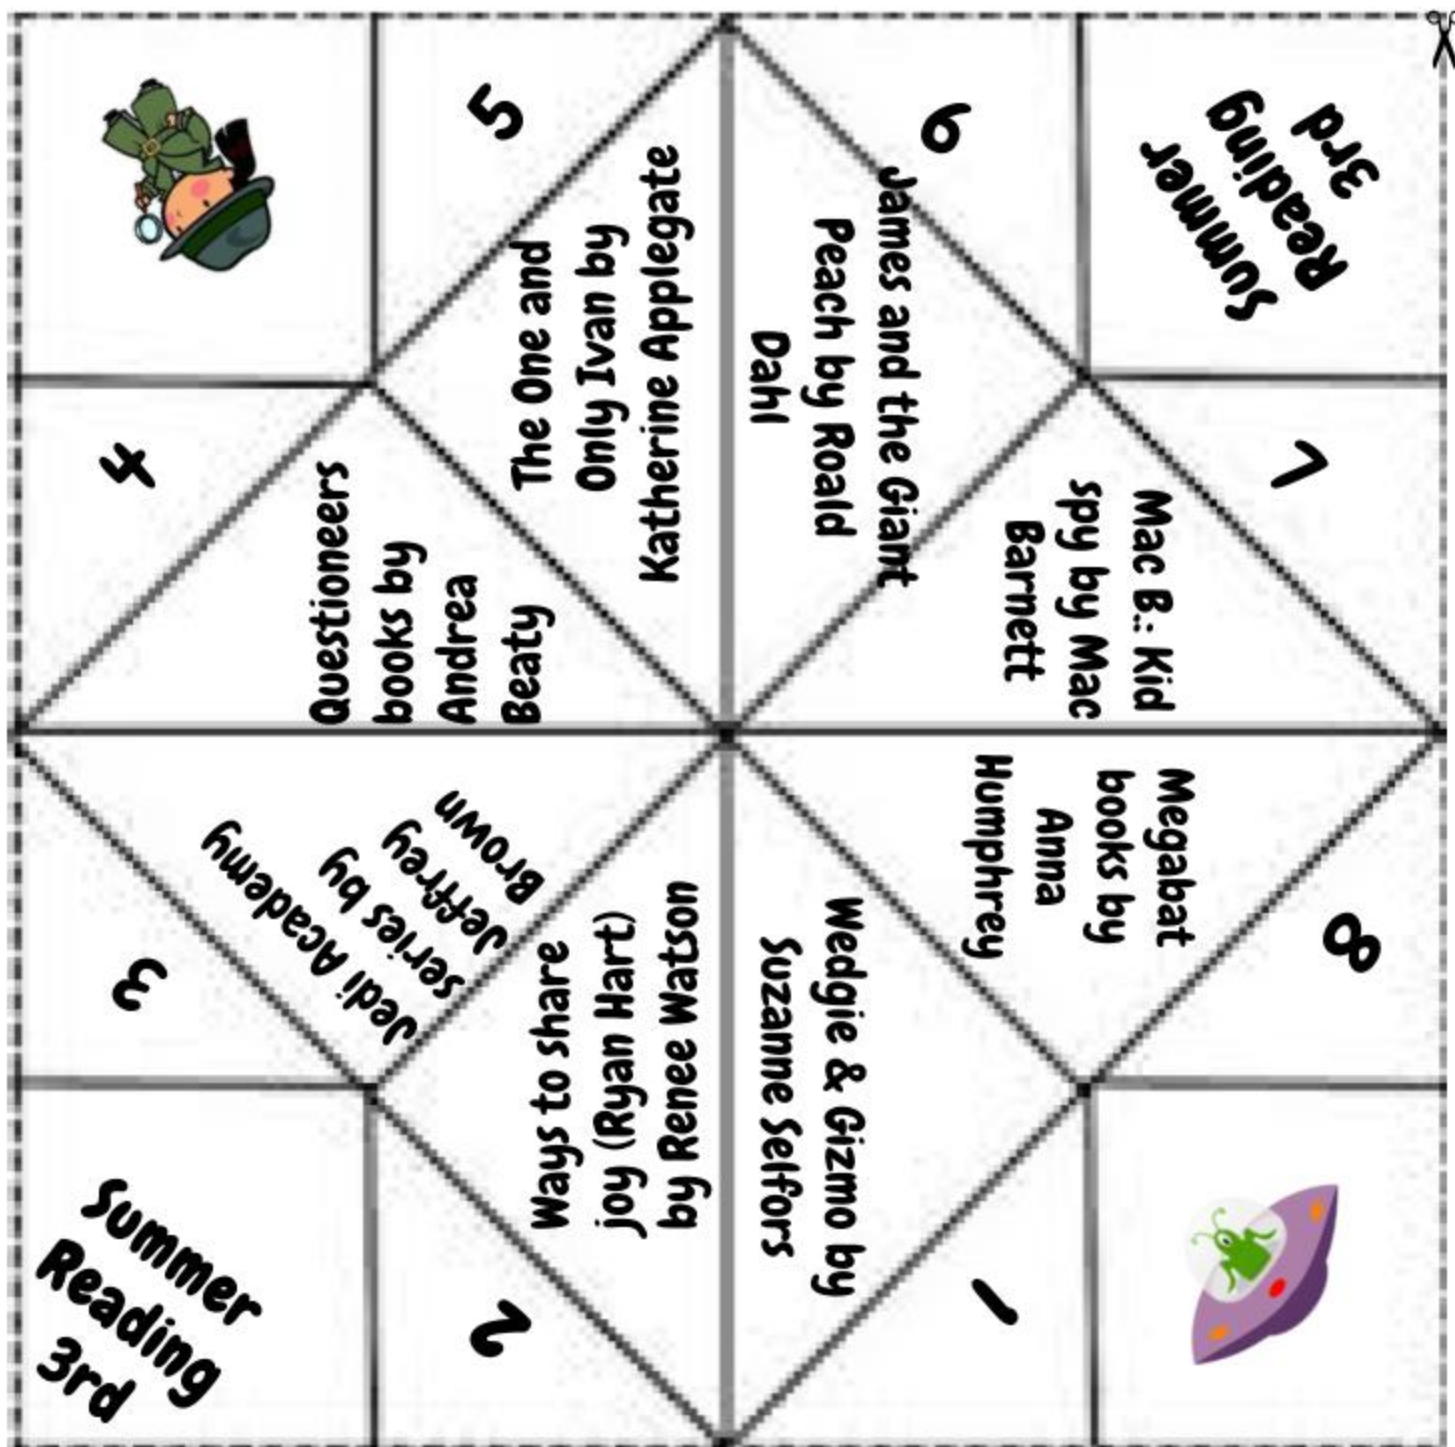 5
6
Summer
Reading
3rd
The One and
Only Ivan by
Katherine Applegate
James and the Giant
Peach by Roald
Dahl
4
7
Questioneers
books by
Andrea
Beaty
Mac B.: Kid
spy by Mac
Barnett
Jedi Academy
series by
Jeffrey
Brown
Megabat
books by
Anna
Humphrey
3
8
Ways to share
joy (Ryan Hart)
by Renee Watson
Wedgie & Gizmo by
Suzanne Selfors
Summer
Reading
3rd
2
1